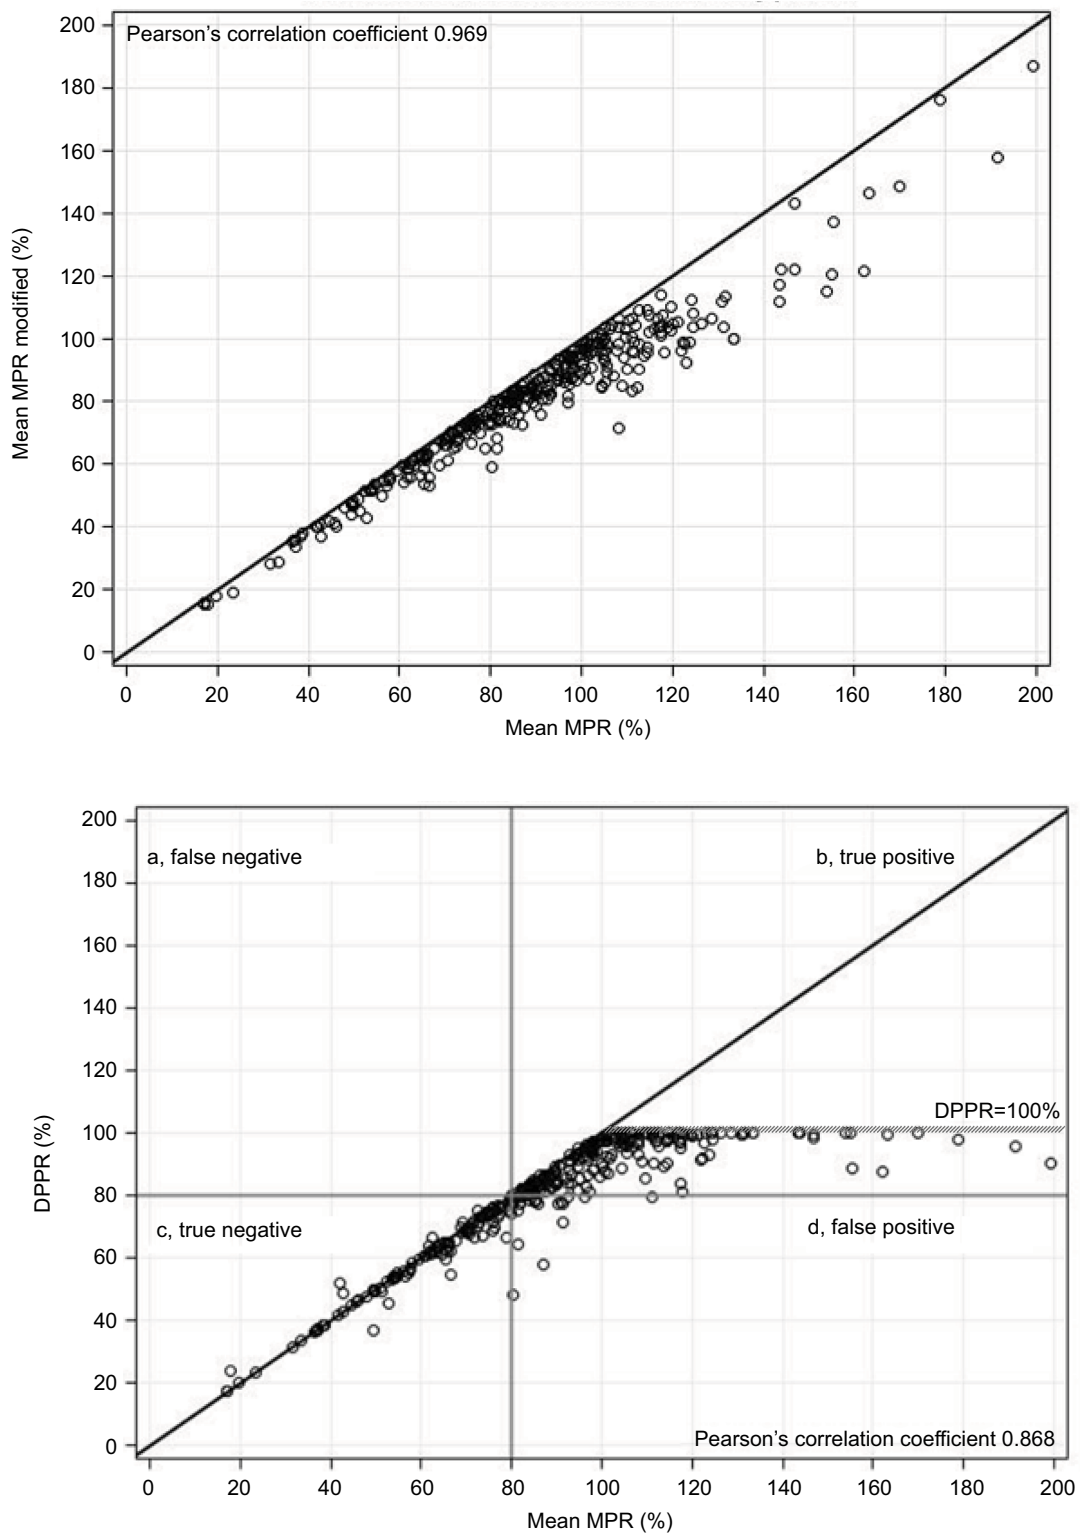 Pearson’s correlation coefficient 0.969
200
180
160
140
120
100
80
60
40
20
0
Mean MPR modified (%)
0 20 40 60 80 100 120 140 160 180 200
Mean MPR (%)
200
180
160
140
120
100
80
60
40
20
0
DPPR (%)
a, false negative
b, true positive
DPPR=100%
c, true negative
d, false positive
Pearson’s correlation coefficient 0.868
0 20 40 60 80 100 120 140 160 180 200
Mean MPR (%)